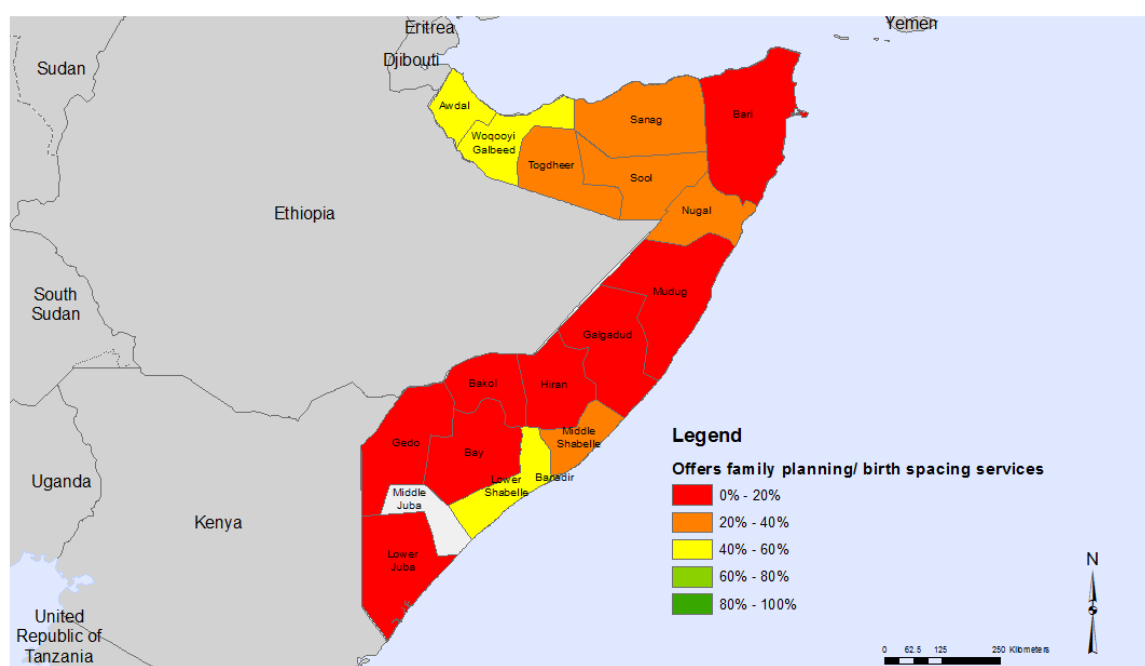 Eritrea
Yemen
Djibouti
Sudan
Awdal
Woqooyi
Galbeed
Togdheer
Sanag
Bari
Sool
Nugal
Ethiopia
South
Sudan
Mudug
Galgadud
Bakol
Hiran
Gedo
Bay
Middle
Shabelle
Lower
Shabelle
Banadir
Middle
Juba
Lower
Juba
Uganda
Kenya
United
Republic of
Tanzania
Legend
Offers family planning/ birth spacing services
0% - 20%
20% - 40%
40% - 60%
60% - 80%
80% - 100%
N
0 62.5 125 250 Kilometers